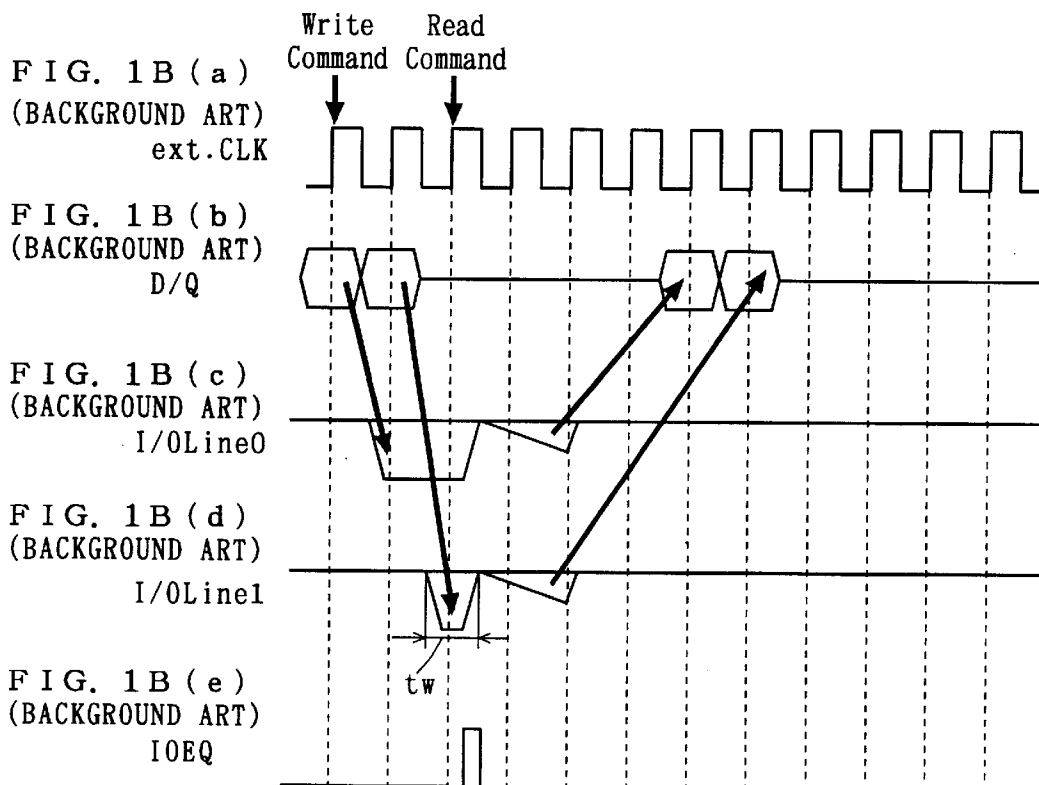 Write Read
Command Command
FIG. 1B (a)
(BACKGROUND ART)
ext.CLK
FIG. 1B (b)
(BACKGROUND ART)
D/Q
FIG. 1B (c)
(BACKGROUND ART)
I/OLine0
FIG. 1B (d)
(BACKGROUND ART)
I/OLine1
tw
FIG. 1B (e)
(BACKGROUND ART)
IOEQ